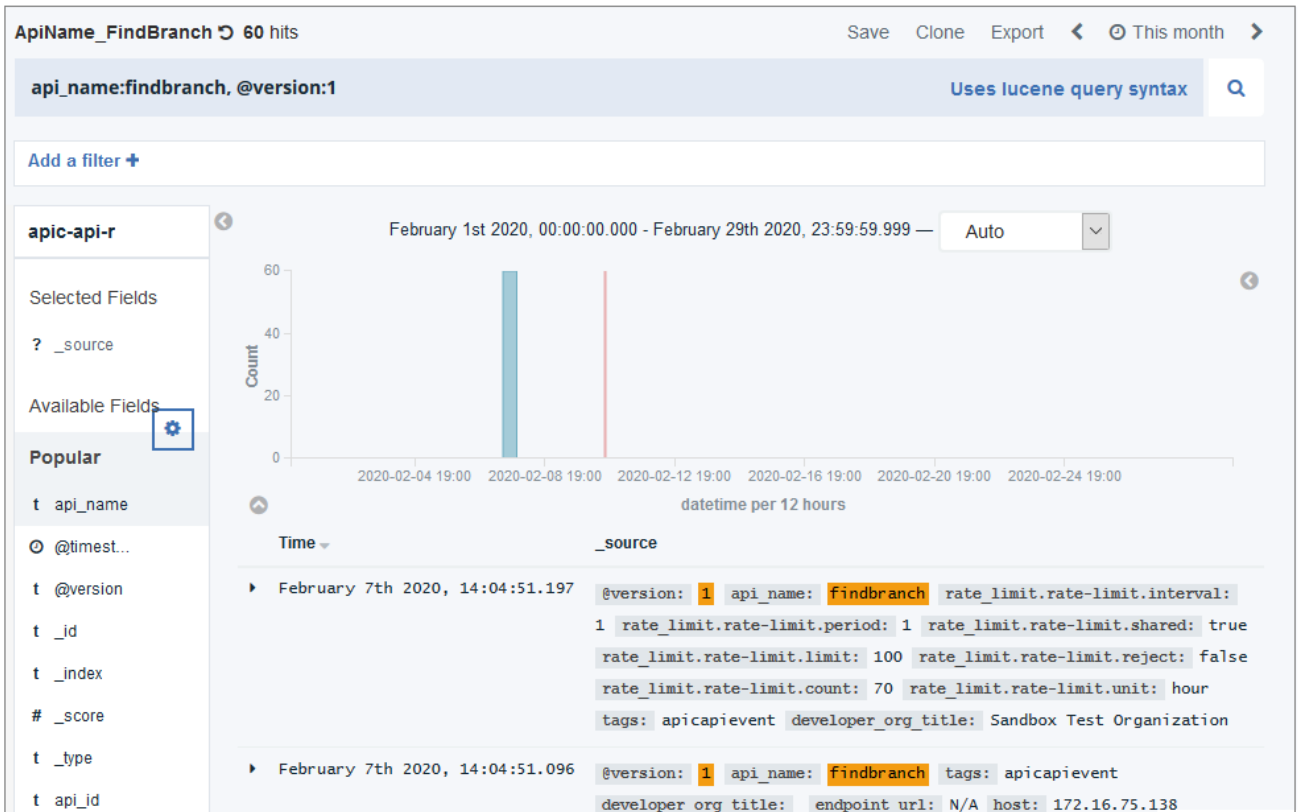 ApiName_FindBranch 60 hits Save Clone Export This month
api_name:findbranch, @version:1 Uses lucene query syntax
Add a filter +
apic-api-r
Selected Fields
? _source
Available Fields
Popular
t api_name
@timest...
t @version
t _id
t _index
# _score
t _type
t api_id
February 1st 2020, 00:00:00.000 - February 29th 2020, 23:59:59.999 — Auto
60
40
20
0
Count
2020-02-04 19:00 2020-02-08 19:00 2020-02-12 19:00 2020-02-16 19:00 2020-02-20 19:00 2020-02-24 19:00
datetime per 12 hours
Time _source
February 7th 2020, 14:04:51.197 @version: 1 api_name: findbranch rate_limit.rate-limit.interval:
1 rate_limit.rate-limit.period: 1 rate_limit.rate-limit.shared: true
rate_limit.rate-limit.limit: 100 rate_limit.rate-limit.reject: false
rate_limit.rate-limit.count: 70 rate_limit.rate-limit.unit: hour
tags: apicapievent developer_org_title: Sandbox Test Organization
February 7th 2020, 14:04:51.096 @version: 1 api_name: findbranch tags: apicapievent
developer_org_title: endpoint_url: N/A host: 172.16.75.138